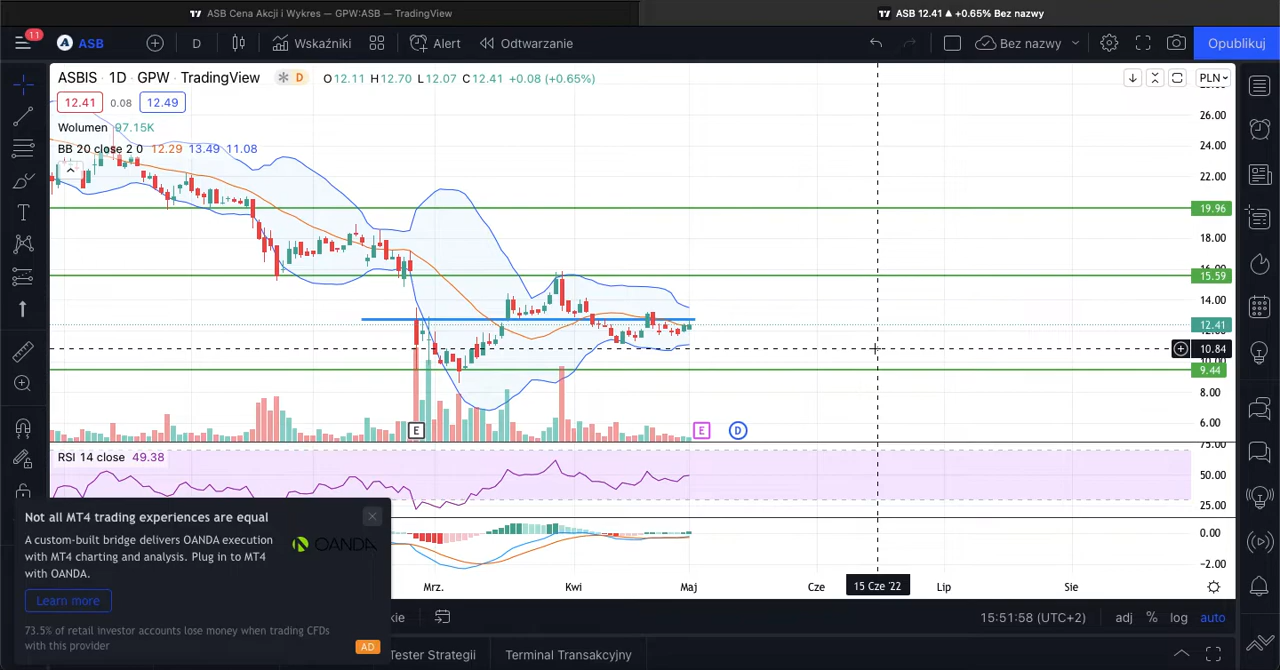 ASB Cena Akcji i Wykres — GPW:ASB — TradingView
ASB 12.41 ▲ +0.65% Bez nazwy
11
A ASB
D
Wskaźniki
Alert
Odtwarzanie
Bez nazwy
Opublikuj
ASBIS · 1D · GPW · TradingView
D
O12.11 H12.70 L12.07 C12.41 +0.08 (+0.65%)
PLN
12.41 0.08 12.49
Wolumen 97.15K
BB 20 close 2 0 12.29 13.49 11.08
26.00
24.00
22.00
19.96
18.00
15.59
14.00
12.41
10.84
9.44
8.00
6.00
E
E
D
RSI 14 close 49.38
75.00
50.00
25.00
0.00
-2.00
Mrz.
Kwi
Maj
Cze
15 Cze '22
Lip
Sie
Not all MT4 trading experiences are equal
A custom-built bridge delivers OANDA execution
with MT4 charting and analysis. Plug in to MT4
with OANDA.
OANDA
Learn more
73.5% of retail investor accounts lose money when trading CFDs
with this provider
AD
kie
15:51:58 (UTC+2)
adj
%
log
auto
Tester Strategii
Terminal Transakcyjny